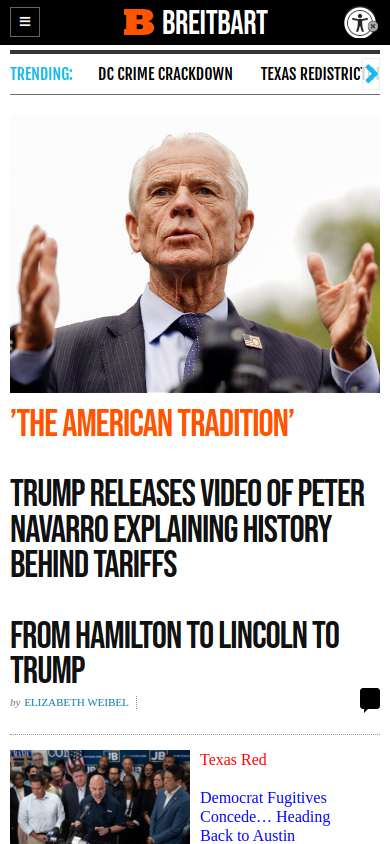 B BREITBART
TRENDING:
DC CRIME CRACKDOWN
TEXAS REDISTRICT
'THE AMERICAN TRADITION'
TRUMP RELEASES VIDEO OF PETER
NAVARRO EXPLAINING HISTORY
BEHIND TARIFFS
FROM HAMILTON TO LINCOLN TO
TRUMP
by ELIZABETH WEIBEL
JB
JB
Texas Red
Democrat Fugitives
Concede… Heading
Back to Austin